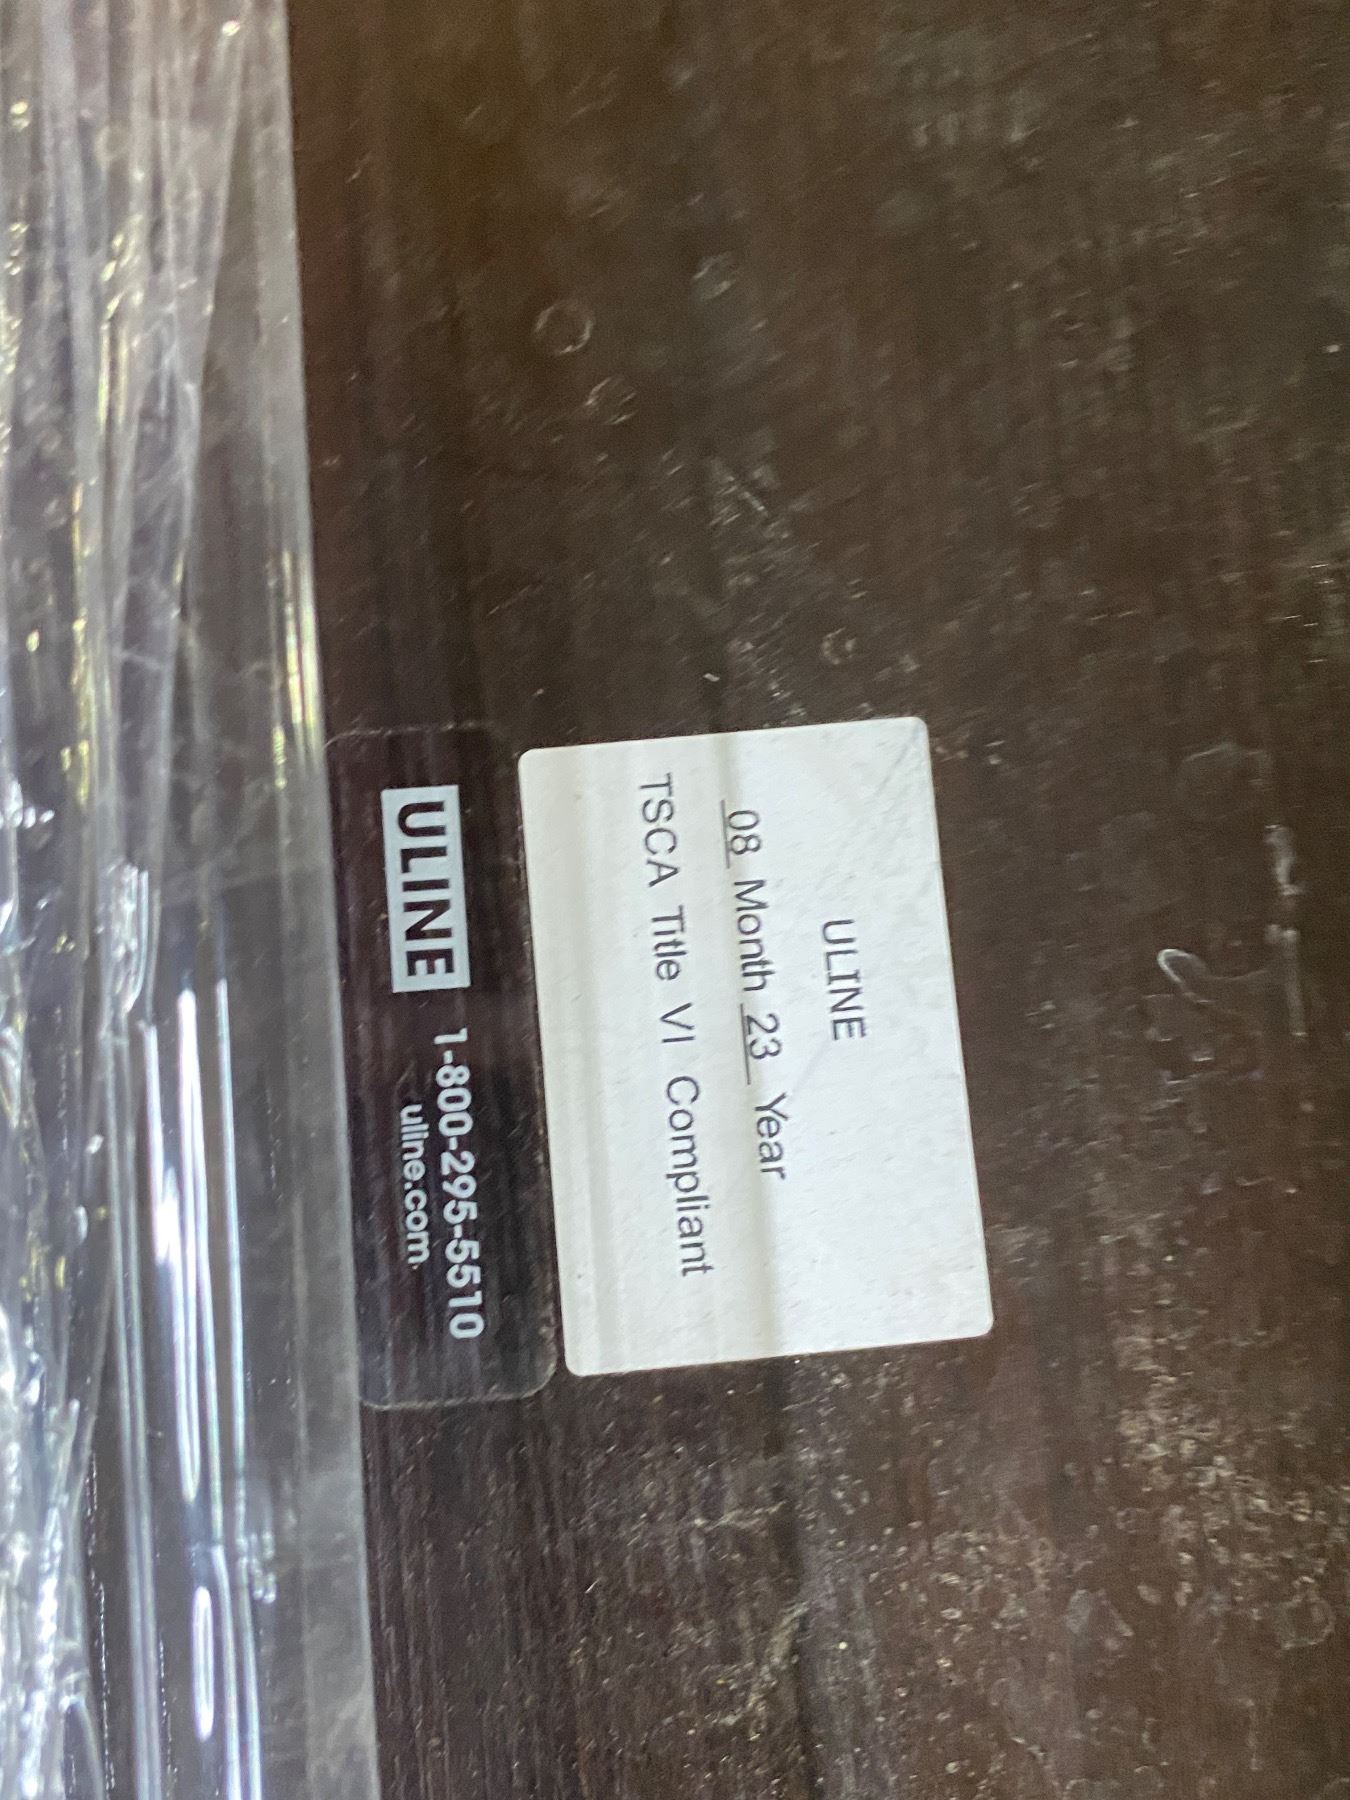 ULINE
08 Month 23 Year
TSCA Title VI Compliant
ULINE 1-800-295-5510
uline.com